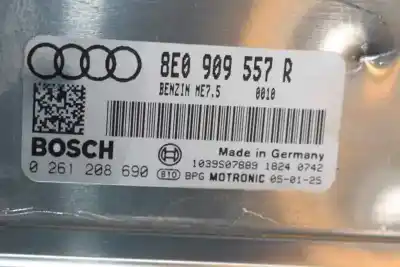 8E0 909 557 R
BENZIN ME7.5 0010
BOSCH
Made in Germany
0 261 208 690
1039S07889 1824 0742
810 BPG MOTRONIC 05-01-25